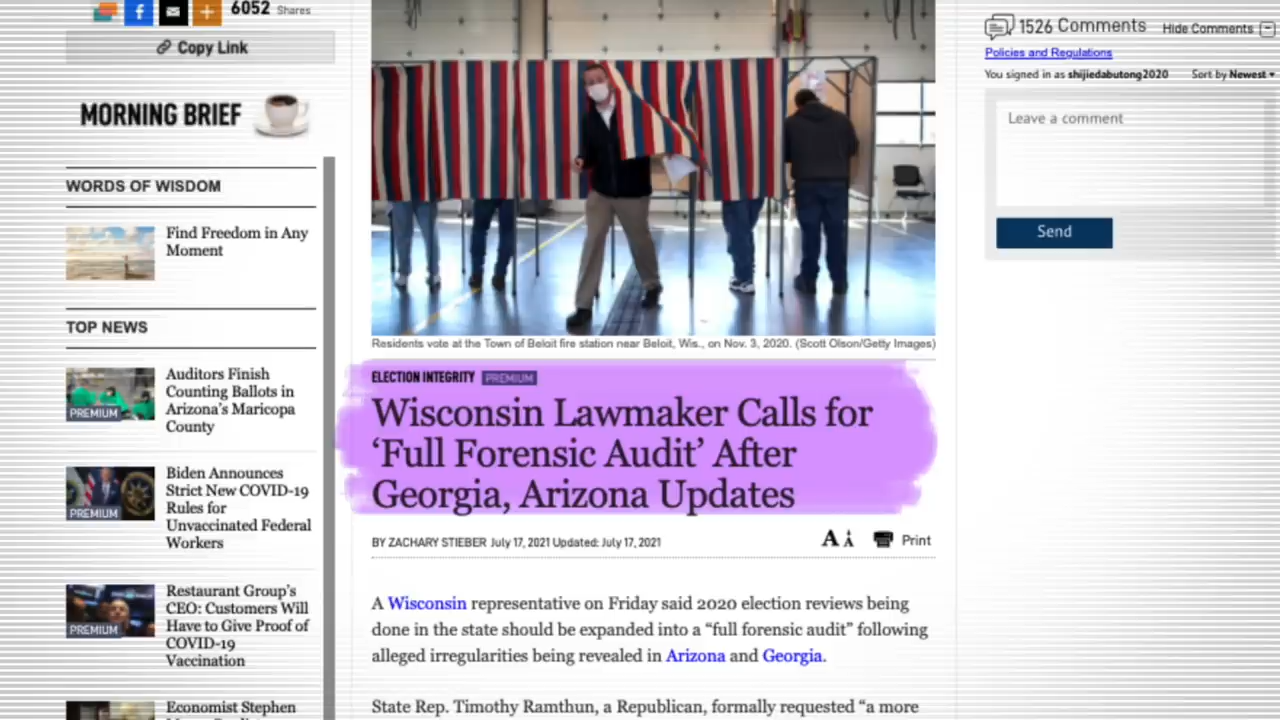 6052 Shares
Copy Link
MORNING BRIEF
WORDS OF WISDOM
Find Freedom in Any
Moment
TOP NEWS
PREMIUM
Auditors Finish
Counting Ballots in
Arizona's Maricopa
County
PREMIUM
Biden Announces
Strict New COVID-19
Rules for
Unvaccinated Federal
Workers
PREMIUM
Restaurant Group's
CEO: Customers Will
Have to Give Proof of
COVID-19
Vaccination
Economist Stephen
Residents vote at the Town of Beloit fire station near Beloit, Wis., on Nov. 3, 2020. (Scott Olson/Getty Images)
ELECTION INTEGRITY PREMIUM
Wisconsin Lawmaker Calls for
‘Full Forensic Audit’ After
Georgia, Arizona Updates
BY ZACHARY STIEBER July 17, 2021 Updated: July 17, 2021
A A Print
A Wisconsin representative on Friday said 2020 election reviews being
done in the state should be expanded into a “full forensic audit” following
alleged irregularities being revealed in Arizona and Georgia.
State Rep. Timothy Ramthun, a Republican, formally requested “a more
1526 Comments Hide Comments
Policies and Regulations
You signed in as shijiedabutong2020 Sort by Newest
Leave a comment
Send